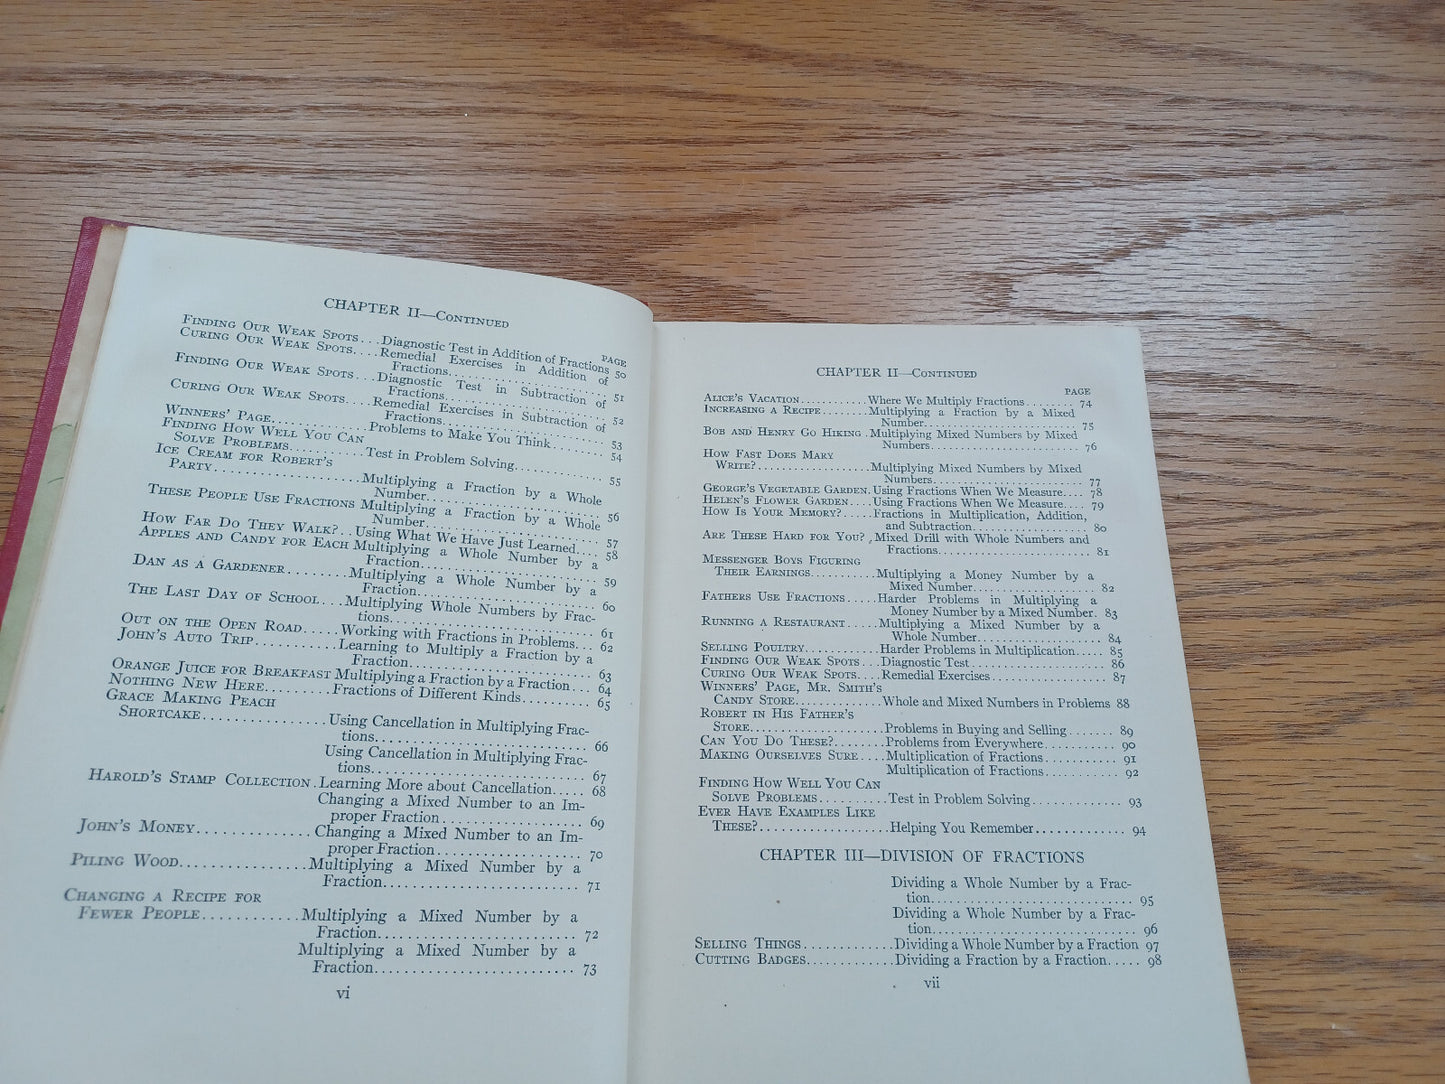 CHAPTER II—CONTINUED
PAGE
FINDING OUR WEAK SPOTS...Diagnostic Test in Addition of Fractions 50
CURING OUR WEAK SPOTS....Remedial Exercises in Addition of
Fractions........................ 51
FINDING OUR WEAK SPOTS...Diagnostic Test in Subtraction of
Fractions........................ 52
CURING OUR WEAK SPOTS....Remedial Exercises in Subtraction of
Fractions........................ 53
WINNERS' PAGE..............Problems to Make You Think........ 54
FINDING HOW WELL YOU CAN
SOLVE PROBLEMS...........Test in Problem Solving............. 55
ICE CREAM FOR ROBERT'S
PARTY.....................Multiplying a Fraction by a Whole
Number.......................... 56
THESE PEOPLE USE FRACTIONS Multiplying a Fraction by a Whole
Number.......................... 57
HOW FAR DO THEY WALK?..Using What We Have Just Learned.... 58
APPLES AND CANDY FOR EACH Multiplying a Whole Number by a
Fraction........................ 59
DAN AS A GARDENER.........Multiplying a Whole Number by a
Fraction........................ 60
THE LAST DAY OF SCHOOL...Multiplying Whole Numbers by Frac-
tions........................... 61
OUT ON THE OPEN ROAD.....Working with Fractions in Problems... 62
JOHN'S AUTO TRIP............Learning to Multiply a Fraction by a
Fraction........................ 63
ORANGE JUICE FOR BREAKFAST Multiplying a Fraction by a Fraction... 64
NOTHING NEW HERE.........Fractions of Different Kinds.......... 65
GRACE MAKING PEACH
SHORTCAKE................Using Cancellation in Multiplying Frac-
tions........................... 66
Using Cancellation in Multiplying Frac-
tions........................... 67
HAROLD'S STAMP COLLECTION.Learning More about Cancellation..... 68
Changing a Mixed Number to an Im-
proper Fraction.................. 69
JOHN'S MONEY...............Changing a Mixed Number to an Im-
proper Fraction.................. 70
PILING WOOD................Multiplying a Mixed Number by a
Fraction........................ 71
CHANGING A RECIPE FOR
FEWER PEOPLE............Multiplying a Mixed Number by a
Fraction........................ 72
Multiplying a Mixed Number by a
Fraction........................ 73
vi
CHAPTER II—CONTINUED
PAGE
ALICE'S VACATION...........Where We Multiply Fractions........ 74
INCREASING A RECIPE........Multiplying a Fraction by a Mixed
Number.......................... 75
BOB AND HENRY GO HIKING.Multiplying Mixed Numbers by Mixed
Numbers........................ 76
HOW FAST DOES MARY
WRITE?..................Multiplying Mixed Numbers by Mixed
Numbers........................ 77
GEORGE'S VEGETABLE GARDEN.Using Fractions When We Measure.... 78
HELEN'S FLOWER GARDEN....Using Fractions When We Measure.... 79
HOW IS YOUR MEMORY?.....Fractions in Multiplication, Addition,
and Subtraction.................. 80
ARE THESE HARD FOR YOU?.Mixed Drill with Whole Numbers and
Fractions........................ 81
MESSENGER BOYS FIGURING
THEIR EARNINGS..........Multiplying a Money Number by a
Mixed Number................... 82
FATHERS USE FRACTIONS....Harder Problems in Multiplying a
Money Number by a Mixed Number. 83
RUNNING A RESTAURANT.....Multiplying a Mixed Number by a
Whole Number................... 84
SELLING POULTRY............Harder Problems in Multiplication..... 85
FINDING OUR WEAK SPOTS...Diagnostic Test..................... 86
CURING OUR WEAK SPOTS....Remedial Exercises.................. 87
WINNERS' PAGE, MR. SMITH'S
CANDY STORE.............Whole and Mixed Numbers in Problems 88
ROBERT IN HIS FATHER'S
STORE....................Problems in Buying and Selling....... 89
CAN YOU DO THESE?........Problems from Everywhere........... 90
MAKING OURSELVES SURE....Multiplication of Fractions........... 91
Multiplication of Fractions........... 92
FINDING HOW WELL YOU CAN
SOLVE PROBLEMS..........Test in Problem Solving............. 93
EVER HAVE EXAMPLES LIKE
THESE?..................Helping You Remember............. 94
CHAPTER III—DIVISION OF FRACTIONS
Dividing a Whole Number by a Frac-
tion............................ 95
Dividing a Whole Number by a Frac-
tion............................ 96
SELLING THINGS.............Dividing a Whole Number by a Fraction 97
CUTTING BADGES............Dividing a Fraction by a Fraction..... 98
vii